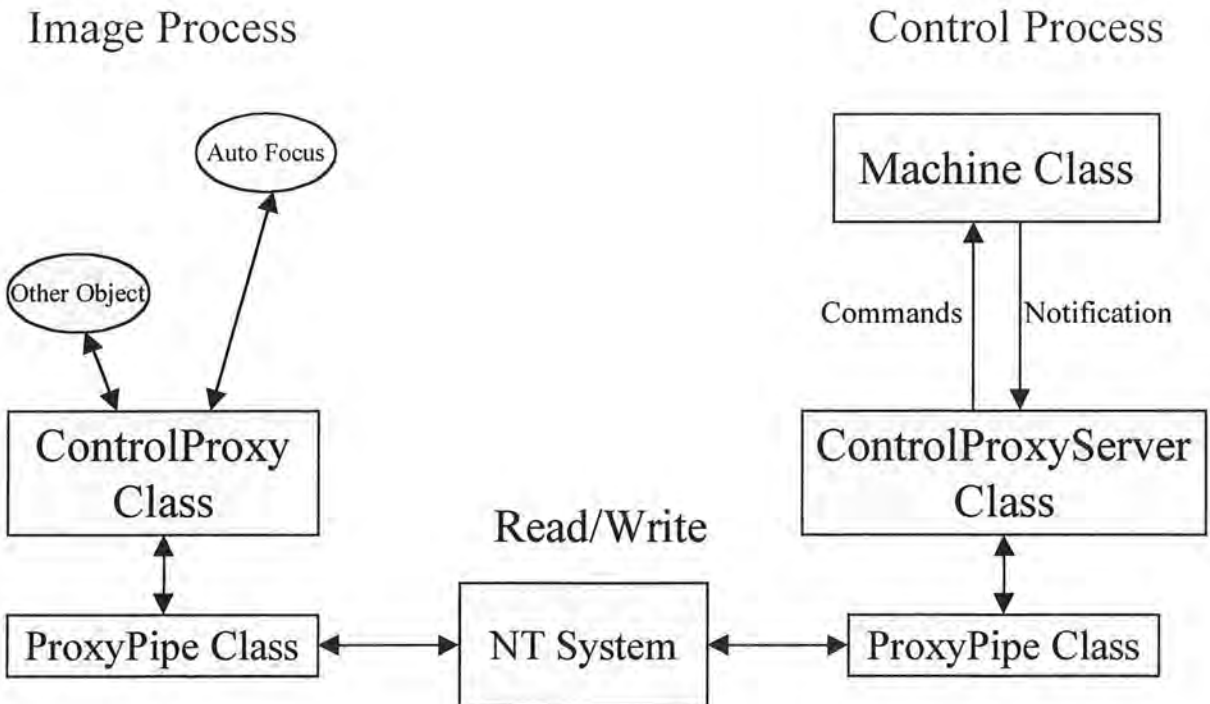 Image Process
Control Process
Auto Focus
Machine Class
Other Object
Commands
Notification
ControlProxy
Class
ControlProxyServer
Class
Read/Write
ProxyPipe Class
NT System
ProxyPipe Class